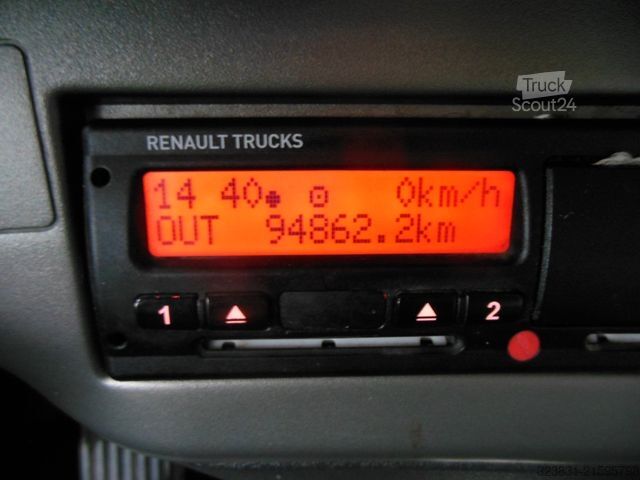 Truck
Scout24
RENAULT TRUCKS
14 40 0km/h
OUT 94862.2km
1 2